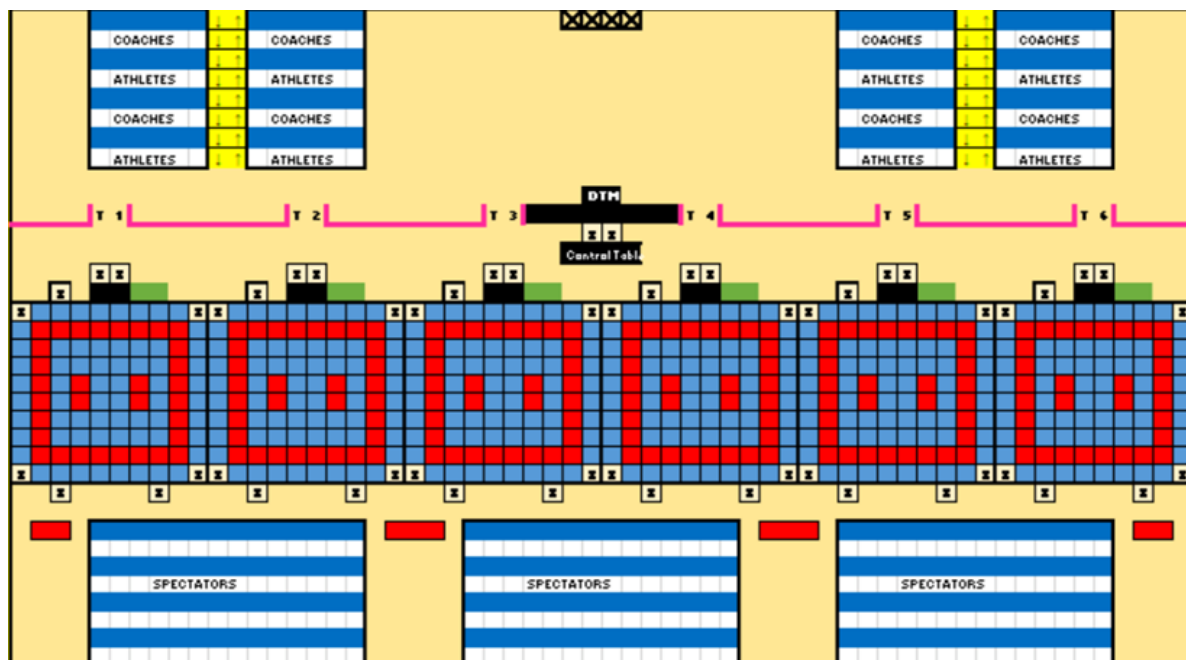 COACHES COACHES COACHES COACHES
ATHLETES ATHLETES ATHLETES ATHLETES
COACHES COACHES COACHES COACHES
ATHLETES ATHLETES ATHLETES ATHLETES
DTM
T 1 T 2 T 3 T 4 T 5 T 6
Central Table
SPECTATORS SPECTATORS SPECTATORS